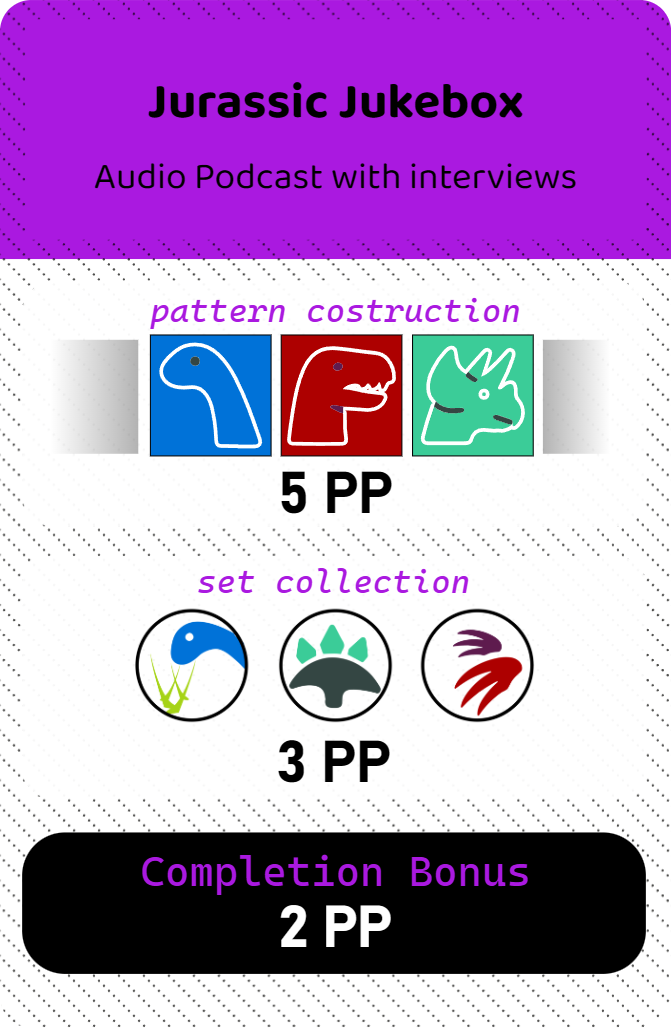 Jurassic Jukebox
Audio Podcast with interviews
pattern costruction
5 PP
set collection
3 PP
Completion Bonus
2 PP